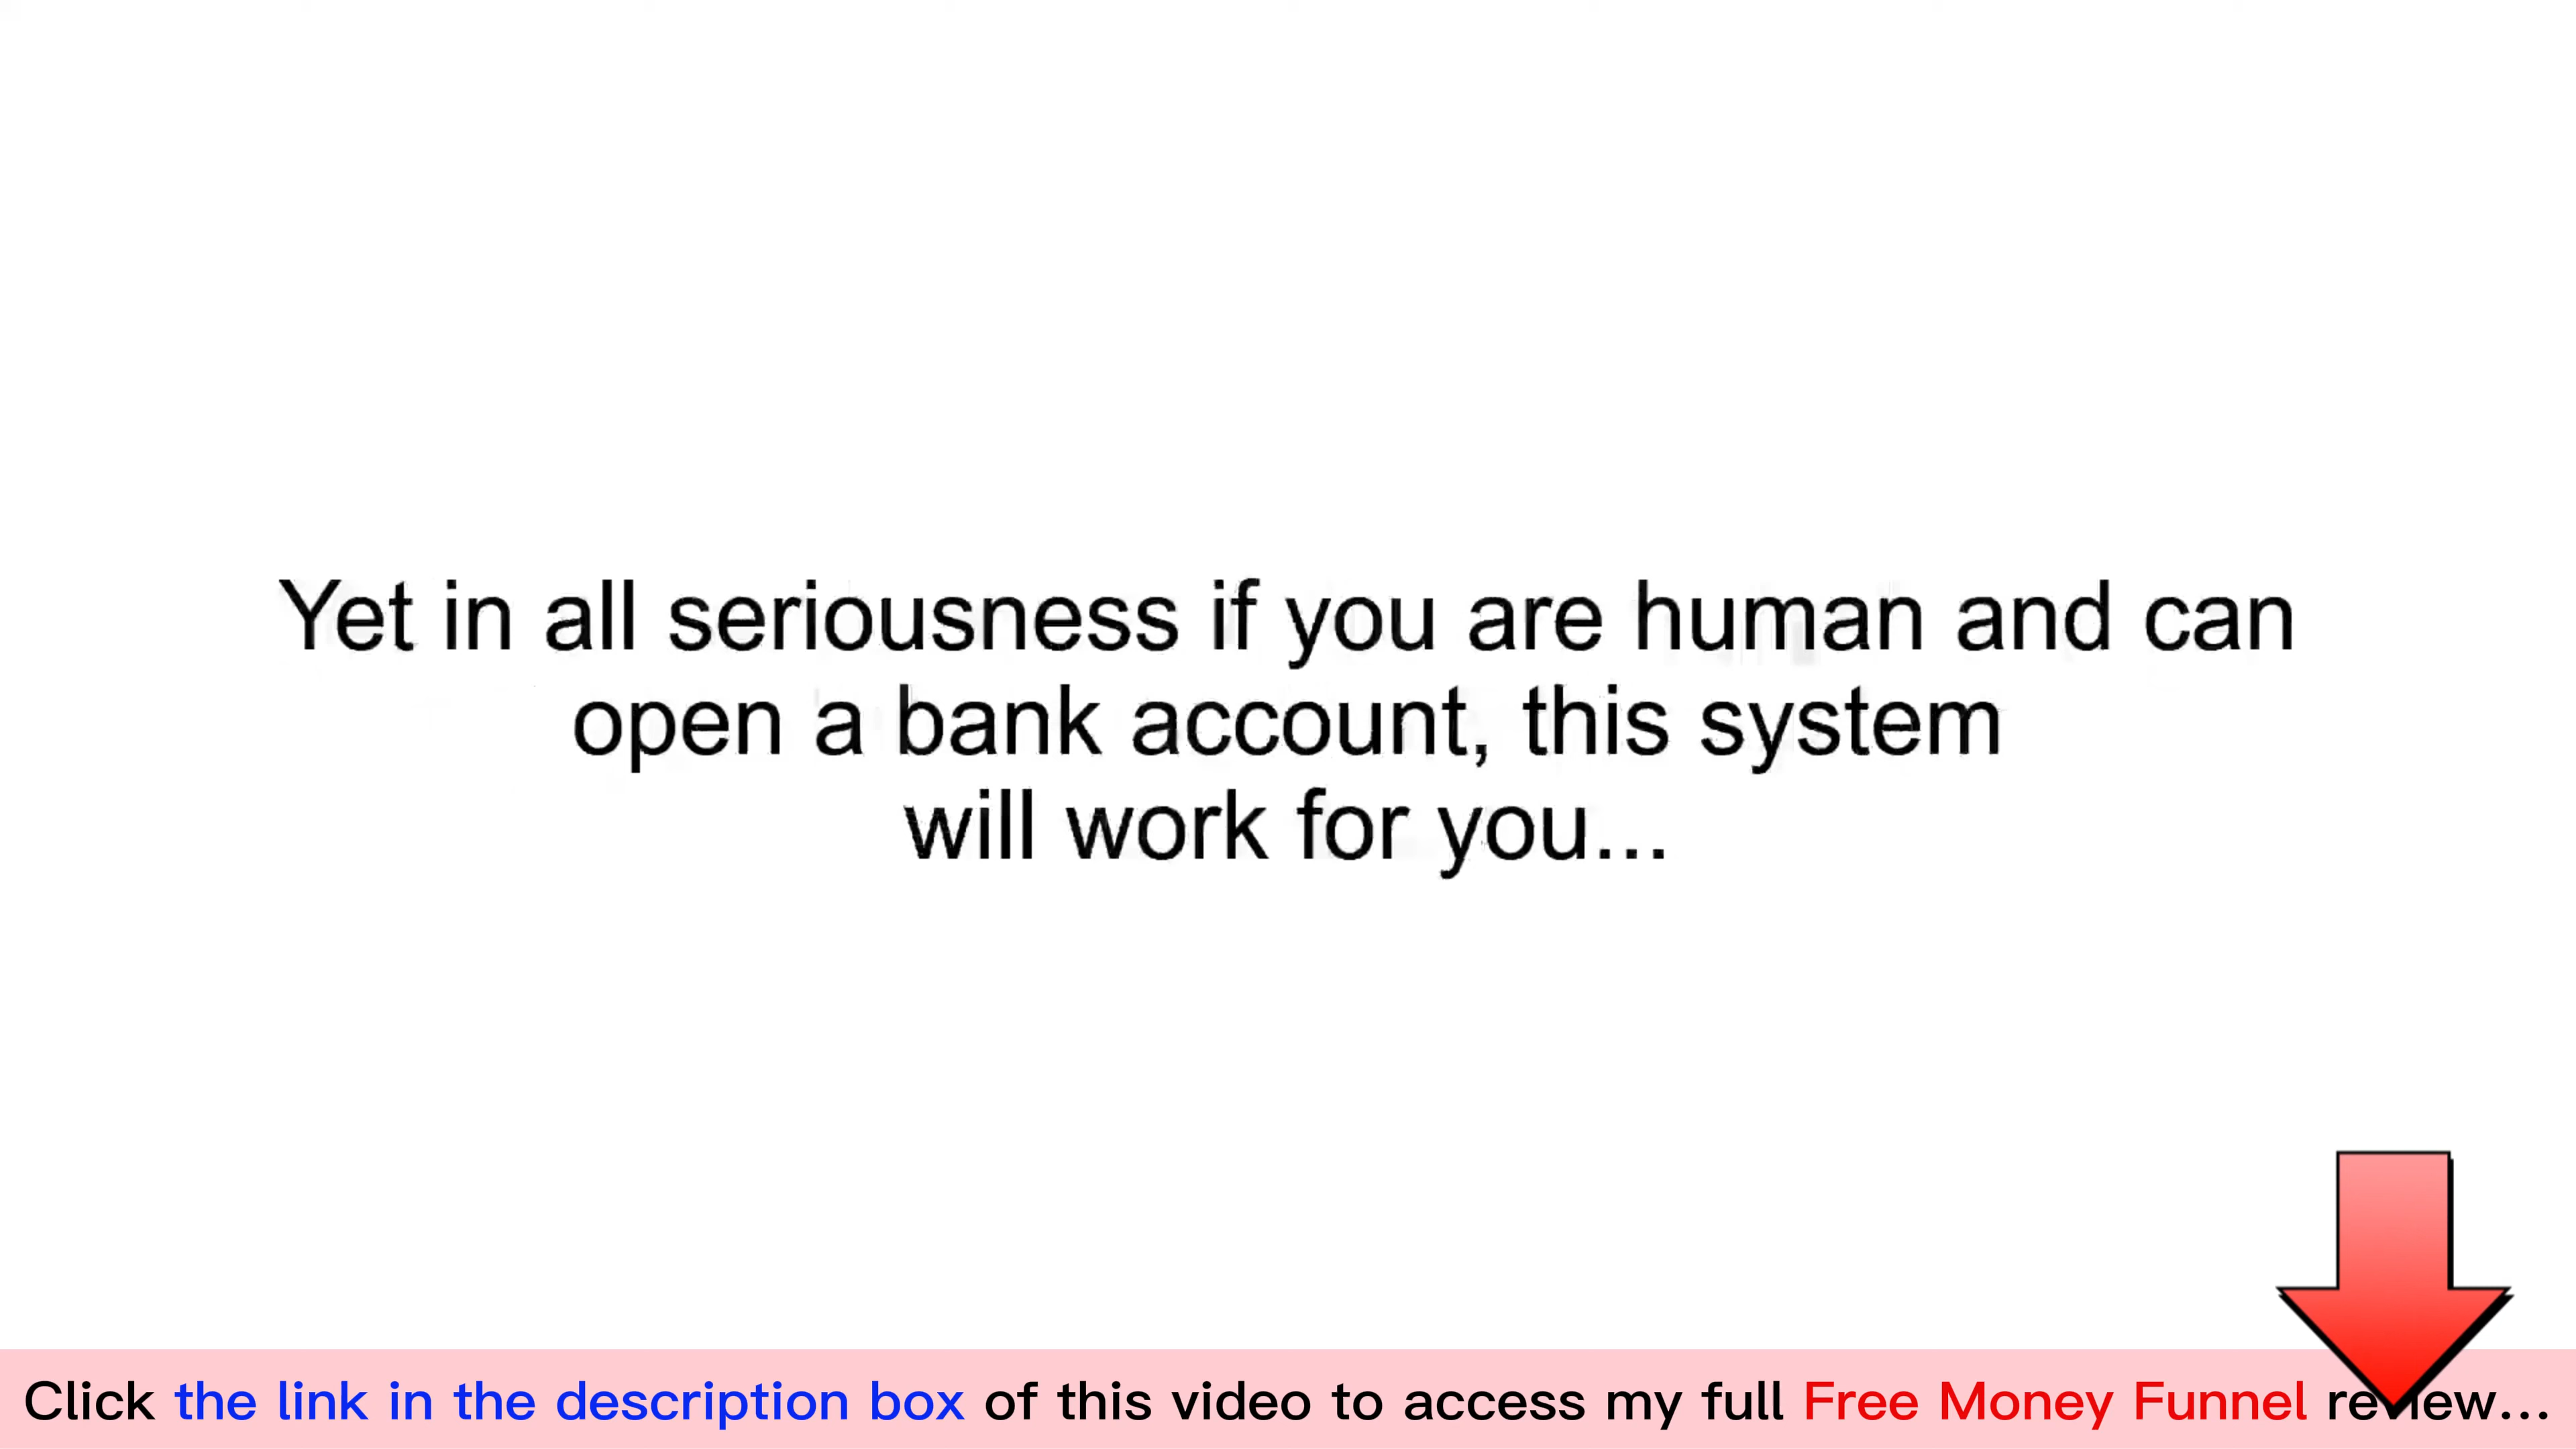 Yet in all seriousness if you are human and can
open a bank account, this system
will work for you...
Click the link in the description box of this video to access my full Free Money Funnel review...